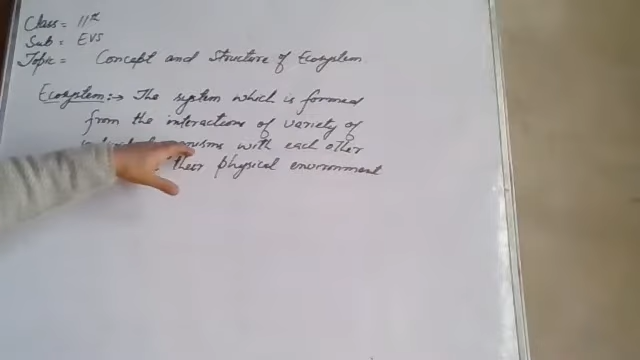 Class = 11th
Sub = EVS
Topic = Concept and Structure of Ecosystem.
Ecosystem :→ The system which is formed
from the interactions of variety of
with each other
their physical environment